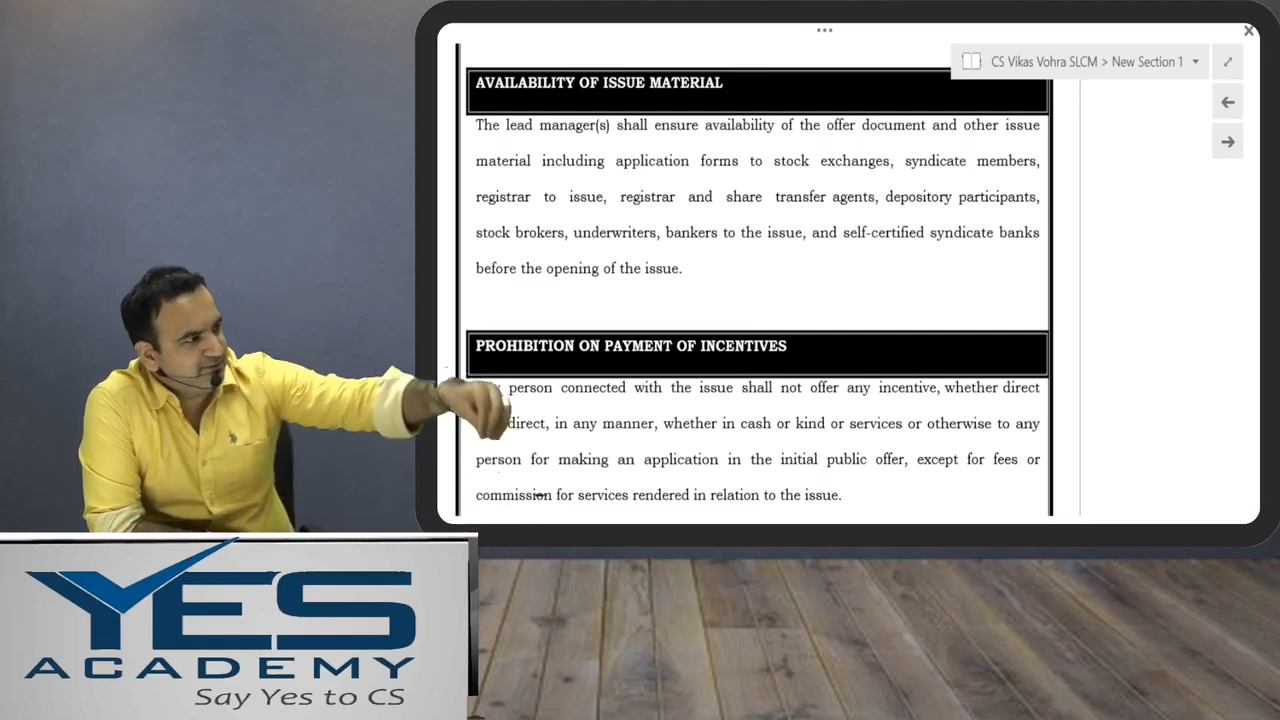 CS Vikas Vohra SLCM > New Section 1
AVAILABILITY OF ISSUE MATERIAL
The lead manager(s) shall ensure availability of the offer document and other issue
material including application forms to stock exchanges, syndicate members,
registrar to issue, registrar and share transfer agents, depository participants,
stock brokers, underwriters, bankers to the issue, and self-certified syndicate banks
before the opening of the issue.
PROHIBITION ON PAYMENT OF INCENTIVES
person connected with the issue shall not offer any incentive, whether direct
direct, in any manner, whether in cash or kind or services or otherwise to any
person for making an application in the initial public offer, except for fees or
commission for services rendered in relation to the issue.
YES
ACADEMY
Say Yes to CS